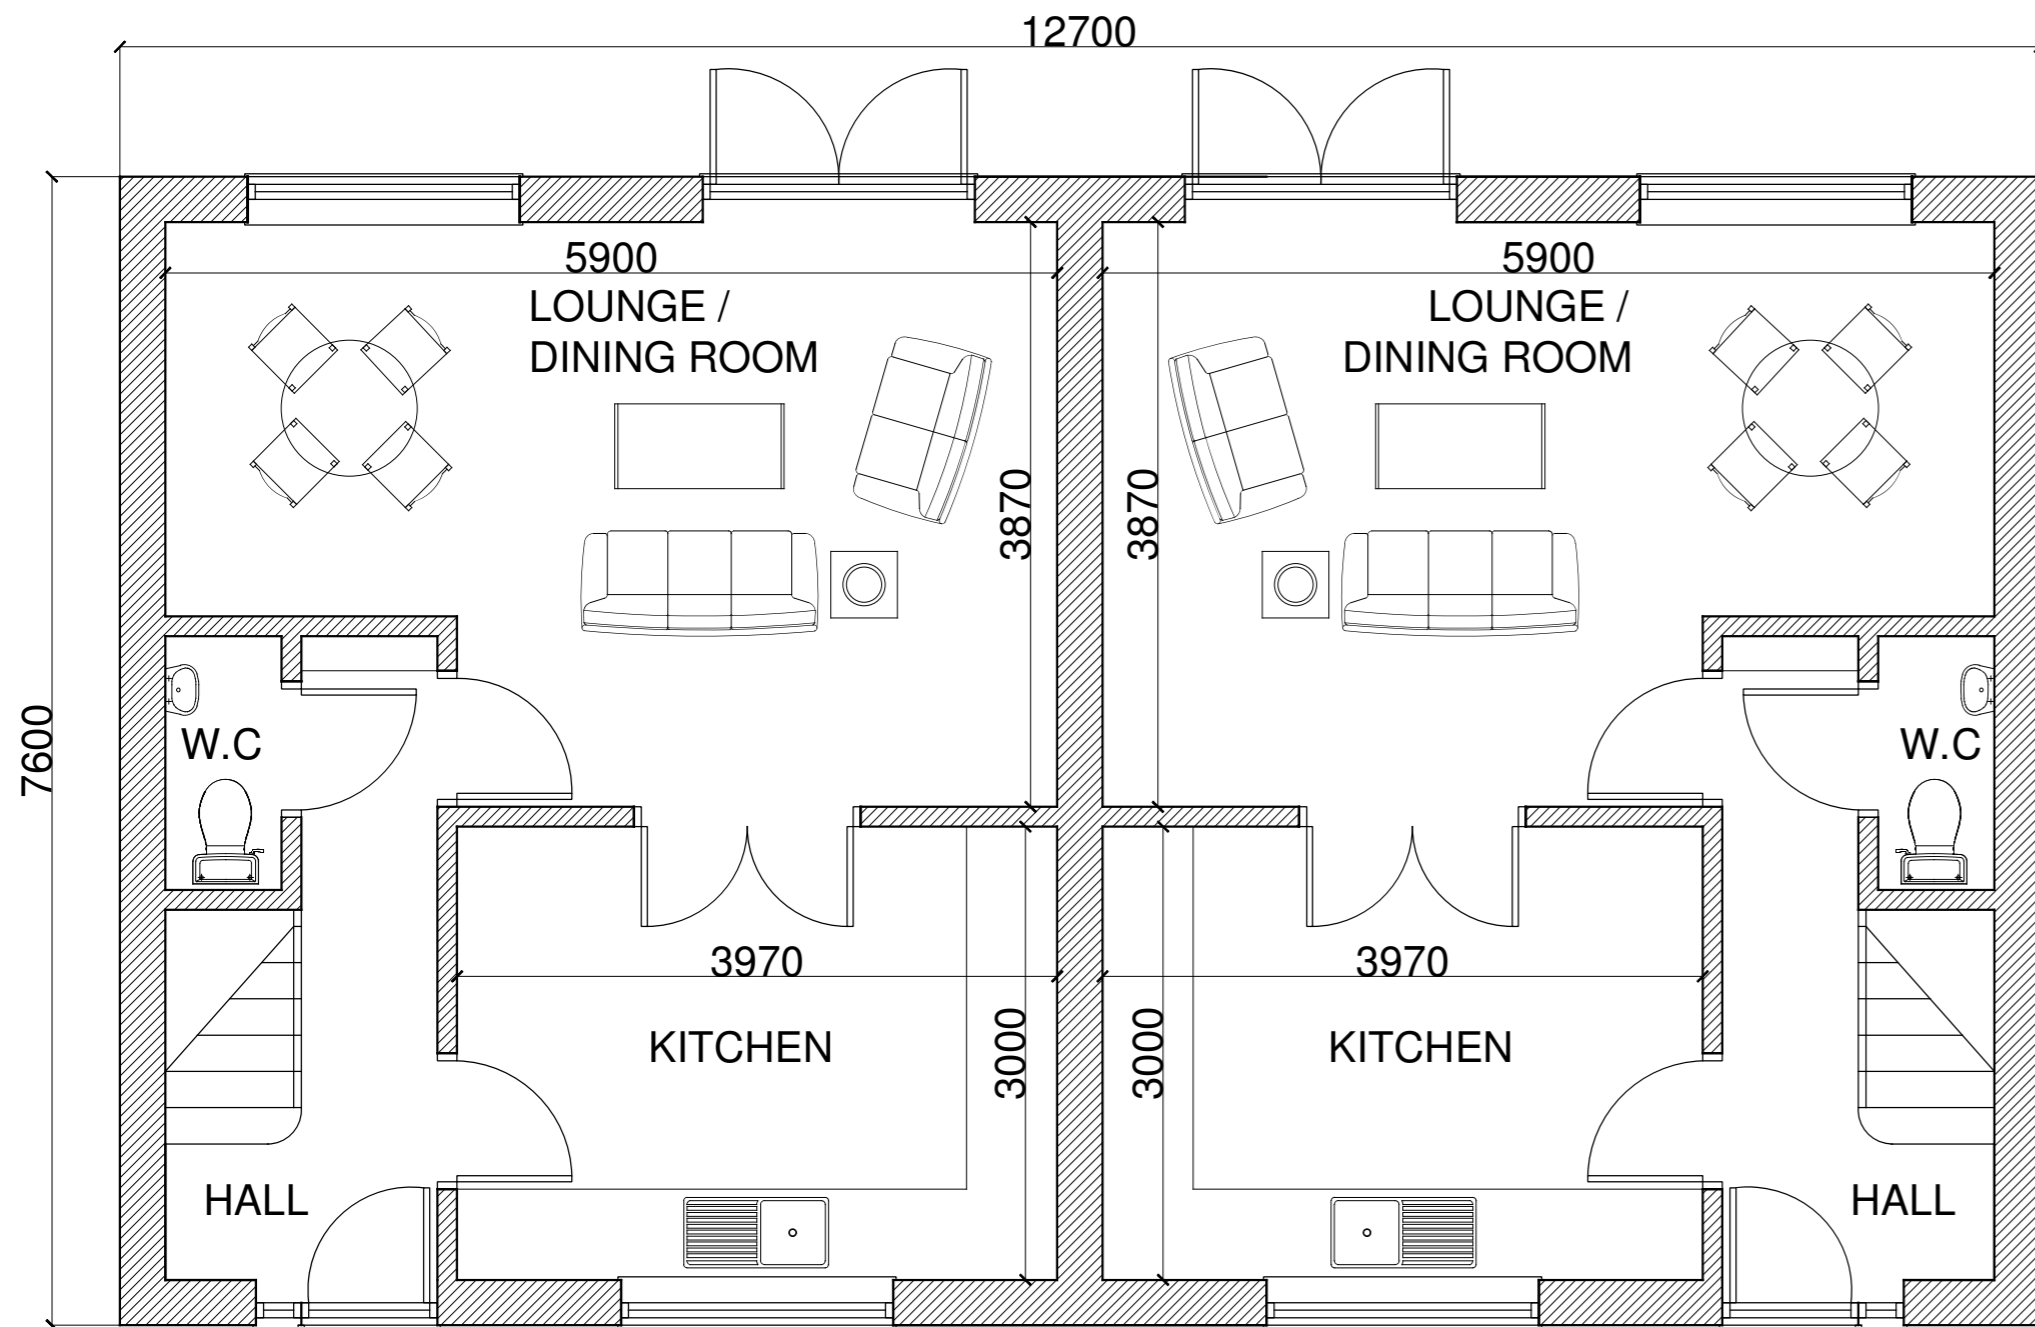 12700
5900
5900
LOUNGE /
DINING ROOM
LOUNGE /
DINING ROOM
3870
3870
7600
W.C
W.C
3970
3970
KITCHEN
KITCHEN
3000
3000
HALL
HALL